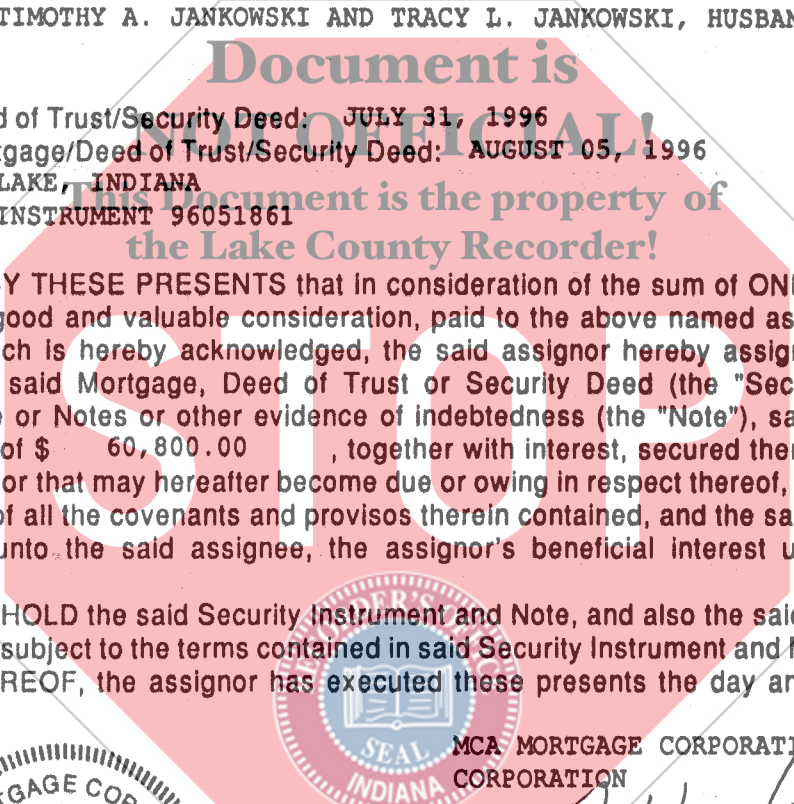 TIMOTHY A. JANKOWSKI AND TRACY L. JANKOWSKI, HUSBAN
Document is
NOT OFFICIAL!
d of Trust/Security Deed: JULY 31, 1996
tgage/Deed of Trust/Security Deed: AUGUST 05, 1996
LAKE, INDIANA
This Document is the property of
INSTRUMENT 96051861
the Lake County Recorder!
Y THESE PRESENTS that in consideration of the sum of ON
good and valuable consideration, paid to the above named as
ch is hereby acknowledged, the said assignor hereby assig
said Mortgage, Deed of Trust or Security Deed (the "Sec
e or Notes or other evidence of indebtedness (the "Note"), sa
of $ 60,800.00 , together with interest, secured the
or that may hereafter become due or owing in respect thereof,
of all the covenants and provisos therein contained, and the sa
unto the said assignee, the assignor's beneficial interest u
STOP
HOLD the said Security Instrument and Note, and also the said
subject to the terms contained in said Security Instrument and
REOF, the assignor has executed these presents the day an
RECORDER'S OFFICE
SEAL
INDIANA
MCA MORTGAGE CORPORATI
CORPORATION
GAGE COR